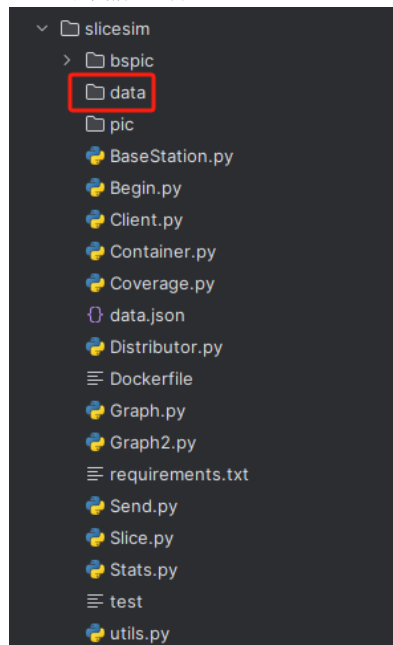 slicesim
bspic
data
pic
BaseStation.py
Begin.py
Client.py
Container.py
Coverage.py
{} data.json
Distributor.py
Dockerfile
Graph.py
Graph2.py
requirements.txt
Send.py
Slice.py
Stats.py
test
utils.py